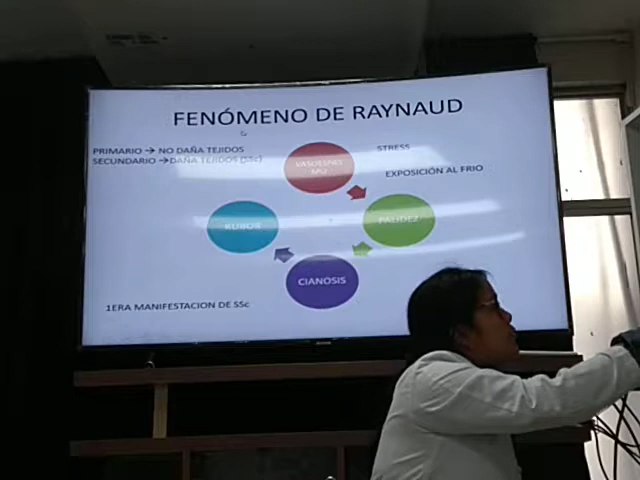 FENÓMENO DE RAYNAUD
PRIMARIO → NO DAÑA TEJIDOS
SECUNDARIO →DAÑA TEJIDOS (SSc)
VASOESPASMO
STRESS
EXPOSICIÓN AL FRIO
PALIDEZ
RUBOR
CIANOSIS
1ERA MANIFESTACION DE SSc